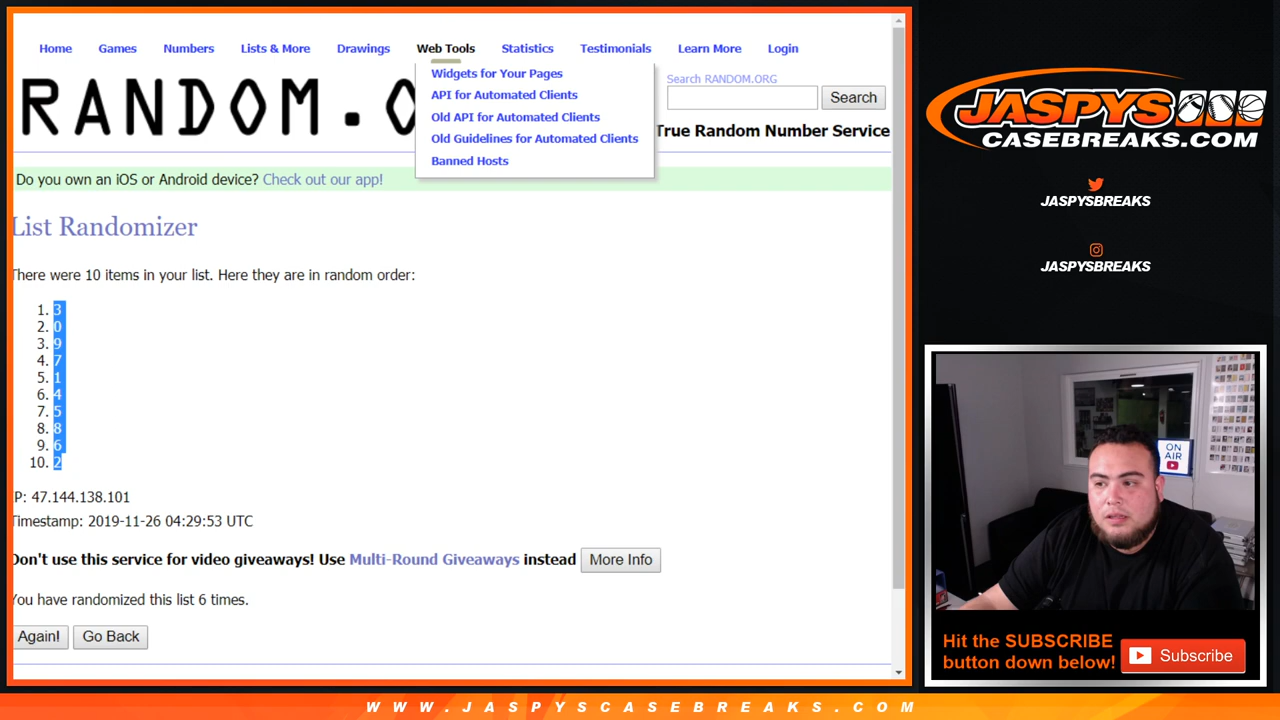 Home Games Numbers Lists & More Drawings Web Tools Statistics Testimonials Learn More Login
RANDOM.O
Widgets for Your Pages
API for Automated Clients
Old API for Automated Clients
Old Guidelines for Automated Clients
Banned Hosts
Search RANDOM.ORG
Search
True Random Number Service
Do you own an iOS or Android device? Check out our app!
List Randomizer
There were 10 items in your list. Here they are in random order:
1. 3
2. 0
3. 9
4. 7
5. 1
6. 4
7. 5
8. 8
9. 6
10. 2
P: 47.144.138.101
Timestamp: 2019-11-26 04:29:53 UTC
Don't use this service for video giveaways! Use Multi-Round Giveaways instead More Info
You have randomized this list 6 times.
Again! Go Back
JASPYS
CASEBREAKS.COM
JASPYSBREAKS
JASPYSBREAKS
ON
AIR
Hit the SUBSCRIBE
button down below!
Subscribe
WWW.JASPYSCASEBREAKS.COM